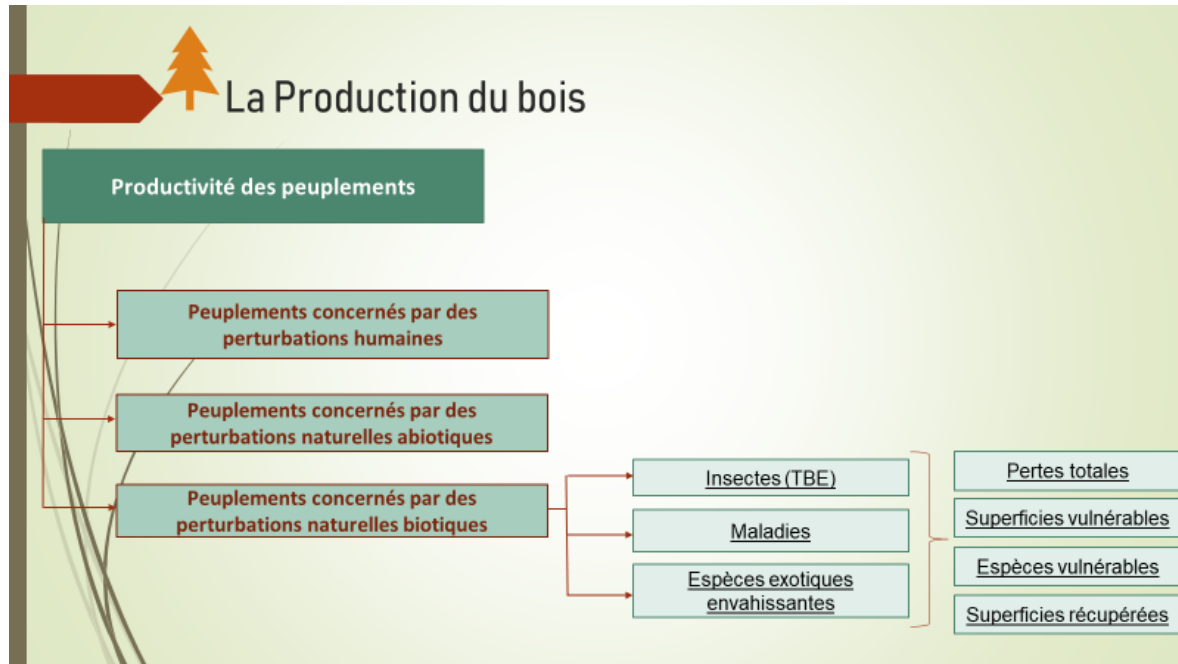 La Production du bois
Productivité des peuplements
Peuplements concernés par des
perturbations humaines
Peuplements concernés par des
perturbations naturelles abiotiques
Peuplements concernés par des
perturbations naturelles biotiques
Insectes (TBE)
Maladies
Espèces exotiques
envahissantes
Pertes totales
Superficies vulnérables
Espèces vulnérables
Superficies récupérées